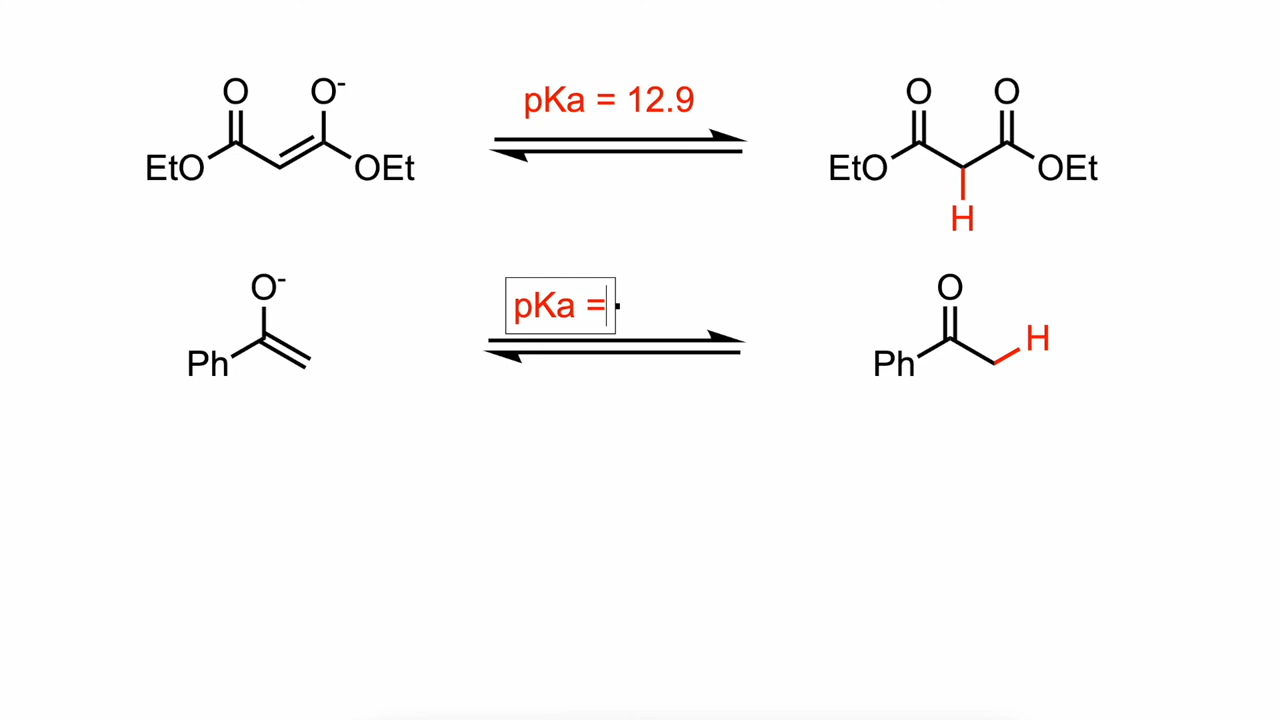 O O⁻ pKa = 12.9 O O
EtO OEt EtO OEt
H
O⁻ pKa = O
H
Ph Ph